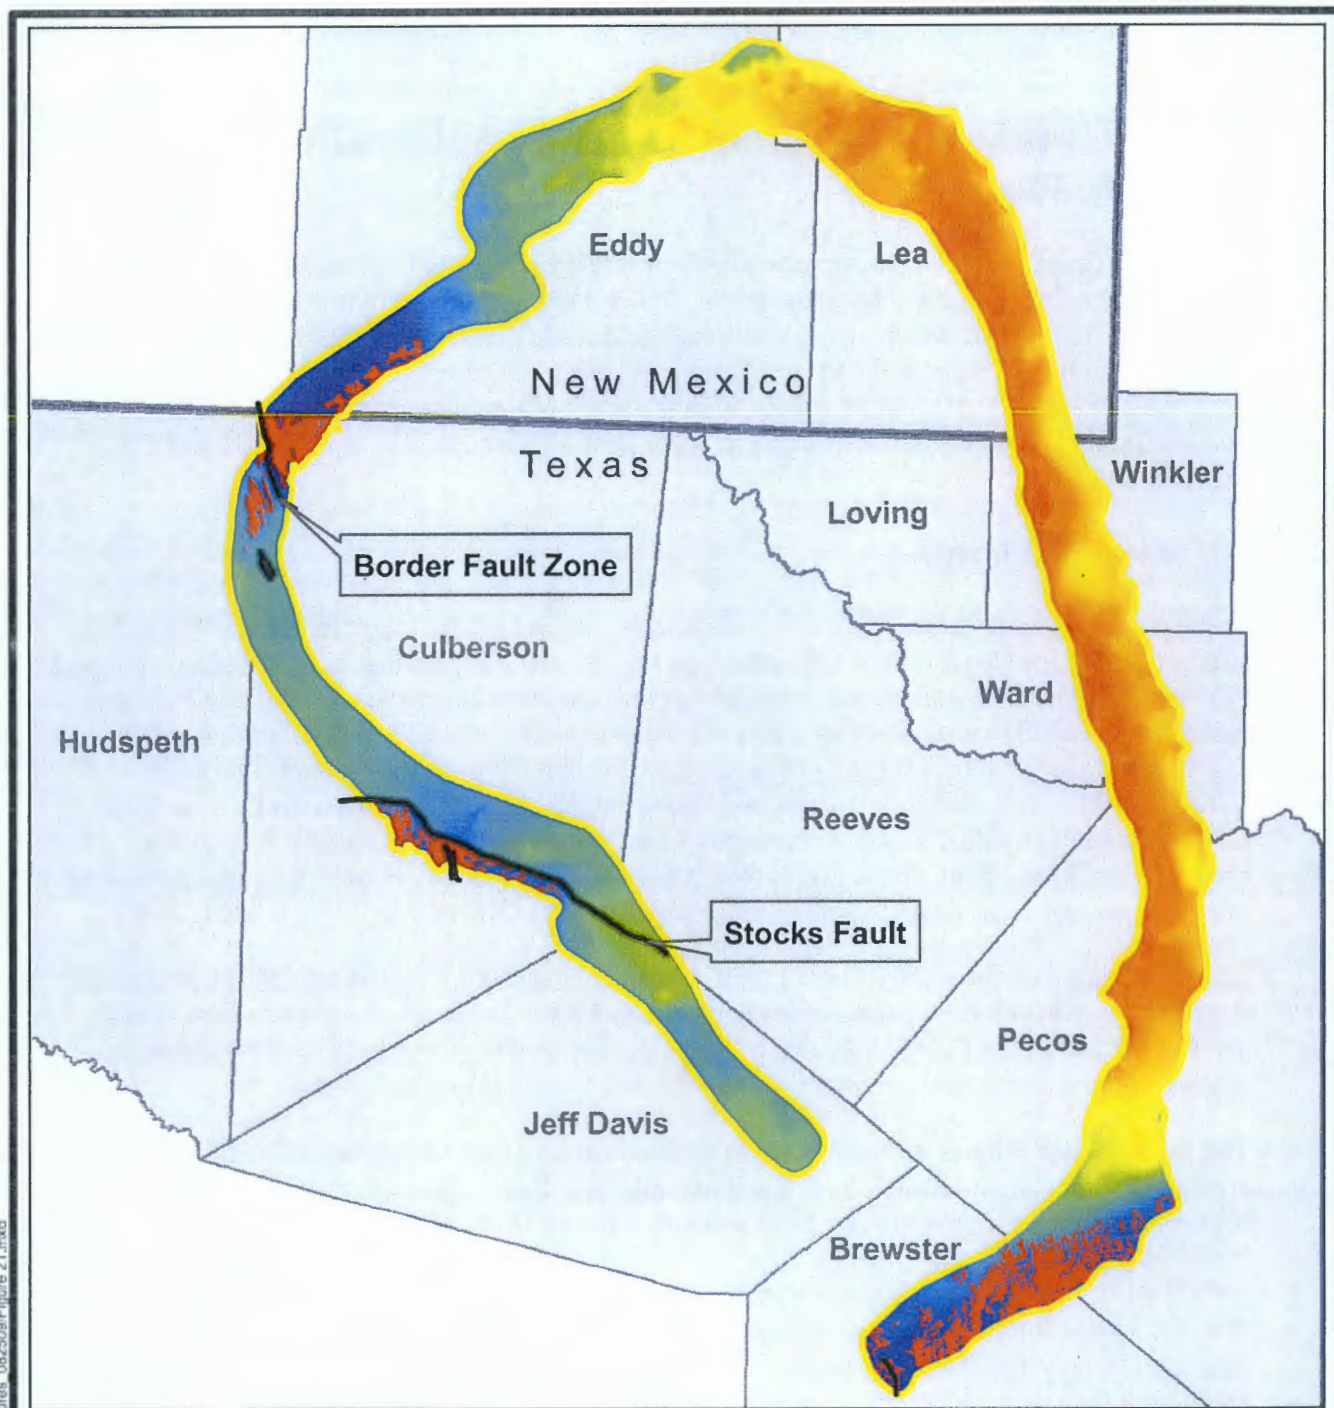 Eddy
Lea
New Mexico
Texas
Winkler
Loving
Border Fault Zone
Culberson
Ward
Hudspeth
Reeves
Stocks Fault
Pecos
Jeff Davis
Brewster